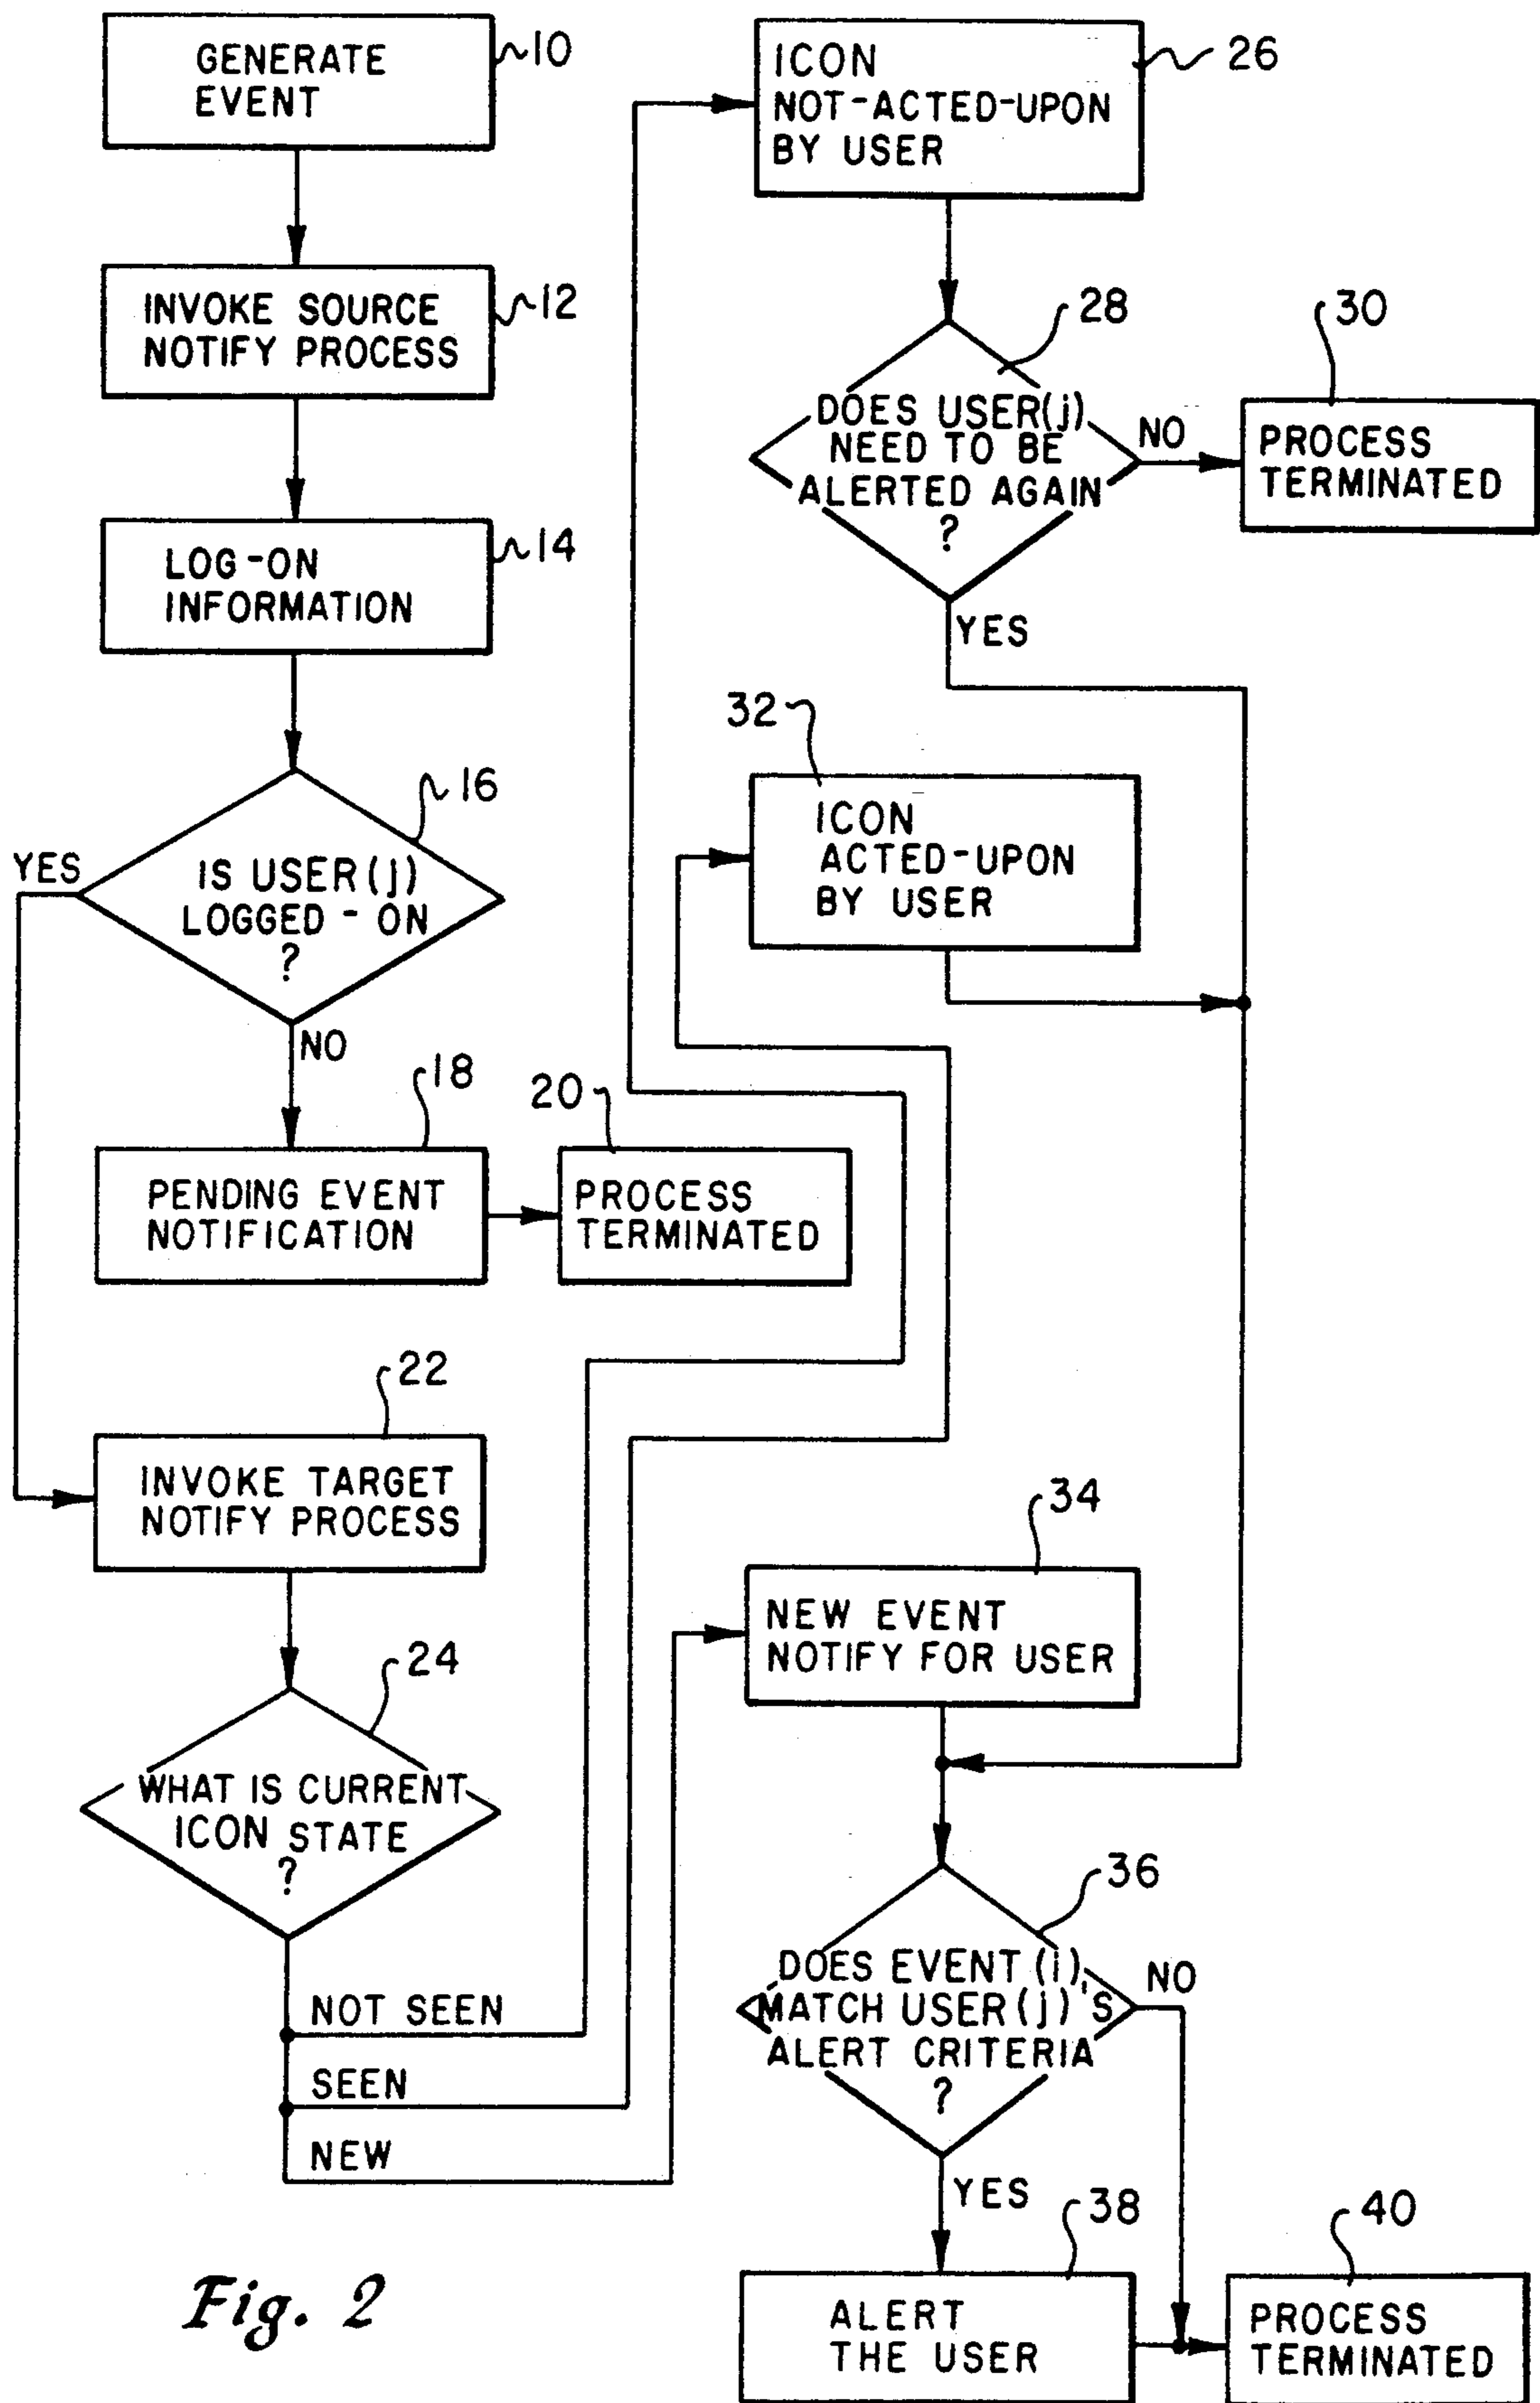 GENERATE
EVENT
10
INVOKE SOURCE
NOTIFY PROCESS
12
LOG-ON
INFORMATION
14
16
YES
IS USER(j)
LOGGED-ON
?
NO
18
PENDING EVENT
NOTIFICATION
20
PROCESS
TERMINATED
22
INVOKE TARGET
NOTIFY PROCESS
24
WHAT IS CURRENT
ICON STATE
?
NOT SEEN
SEEN
NEW
ICON
NOT-ACTED-UPON
BY USER
26
28
DOES USER(j)
NEED TO BE
ALERTED AGAIN
?
NO
30
PROCESS
TERMINATED
YES
32
ICON
ACTED-UPON
BY USER
34
NEW EVENT
NOTIFY FOR USER
36
DOES EVENT (i)
MATCH USER(j)'S
ALERT CRITERIA
?
NO
YES
38
ALERT
THE USER
40
PROCESS
TERMINATED
Fig. 2